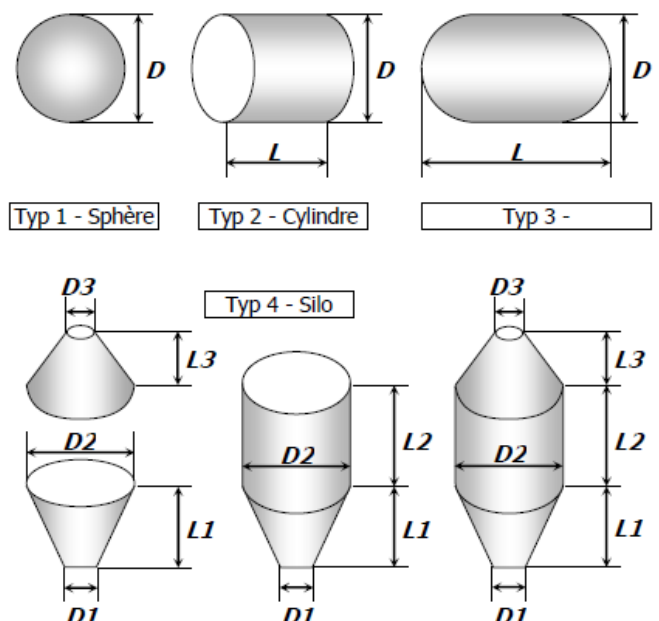 D
D
D
L
L
Typ 1 - Sphère
Typ 2 - Cylindre
Typ 3 -
D3
Typ 4 - Silo
D3
L3
L3
D2
D2
D2
L2
L2
L1
L1
L1
D1
D1
D1